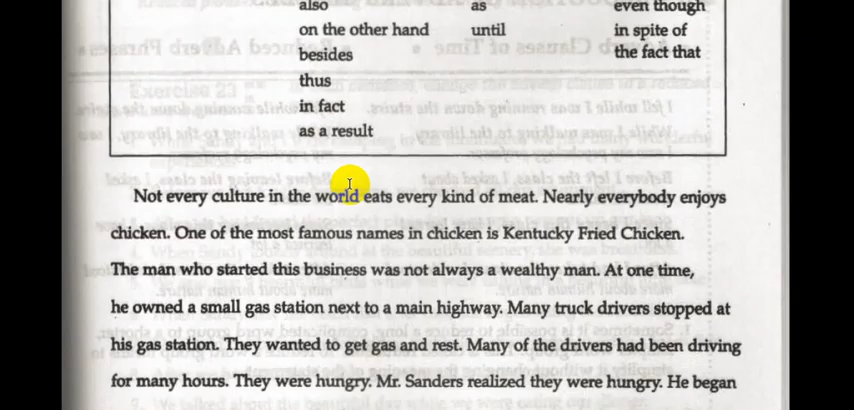 also as even though
on the other hand until in spite of
besides the fact that
thus
in fact
as a result
Not every culture in the world eats every kind of meat. Nearly everybody enjoys
chicken. One of the most famous names in chicken is Kentucky Fried Chicken.
The man who started this business was not always a wealthy man. At one time,
he owned a small gas station next to a main highway. Many truck drivers stopped at
his gas station. They wanted to get gas and rest. Many of the drivers had been driving
for many hours. They were hungry. Mr. Sanders realized they were hungry. He began